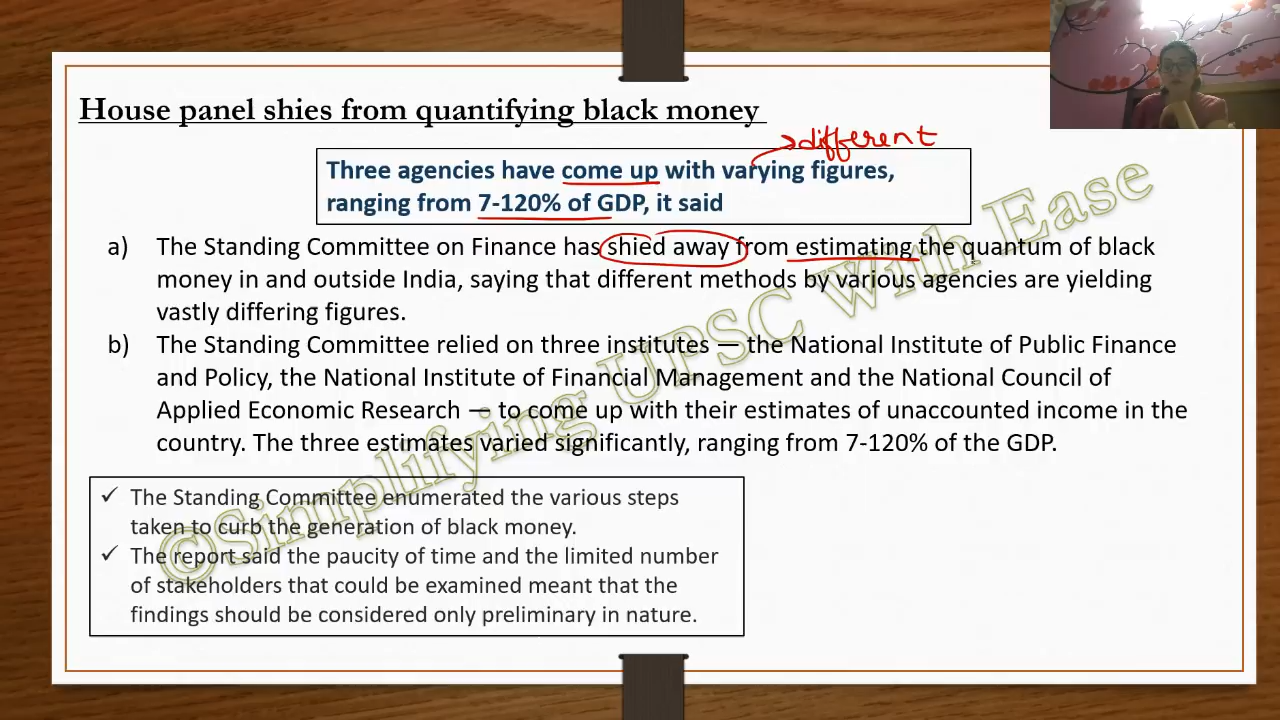 House panel shies from quantifying black money
different
Three agencies have come up with varying figures,
ranging from 7-120% of GDP, it said
a) The Standing Committee on Finance has shied away from estimating the quantum of black
money in and outside India, saying that different methods by various agencies are yielding
vastly differing figures.
b) The Standing Committee relied on three institutes — the National Institute of Public Finance
and Policy, the National Institute of Financial Management and the National Council of
Applied Economic Research — to come up with their estimates of unaccounted income in the
country. The three estimates varied significantly, ranging from 7-120% of the GDP.
✓ The Standing Committee enumerated the various steps
taken to curb the generation of black money.
✓ The report said the paucity of time and the limited number
of stakeholders that could be examined meant that the
findings should be considered only preliminary in nature.
©Simplifying UPSC With Ease